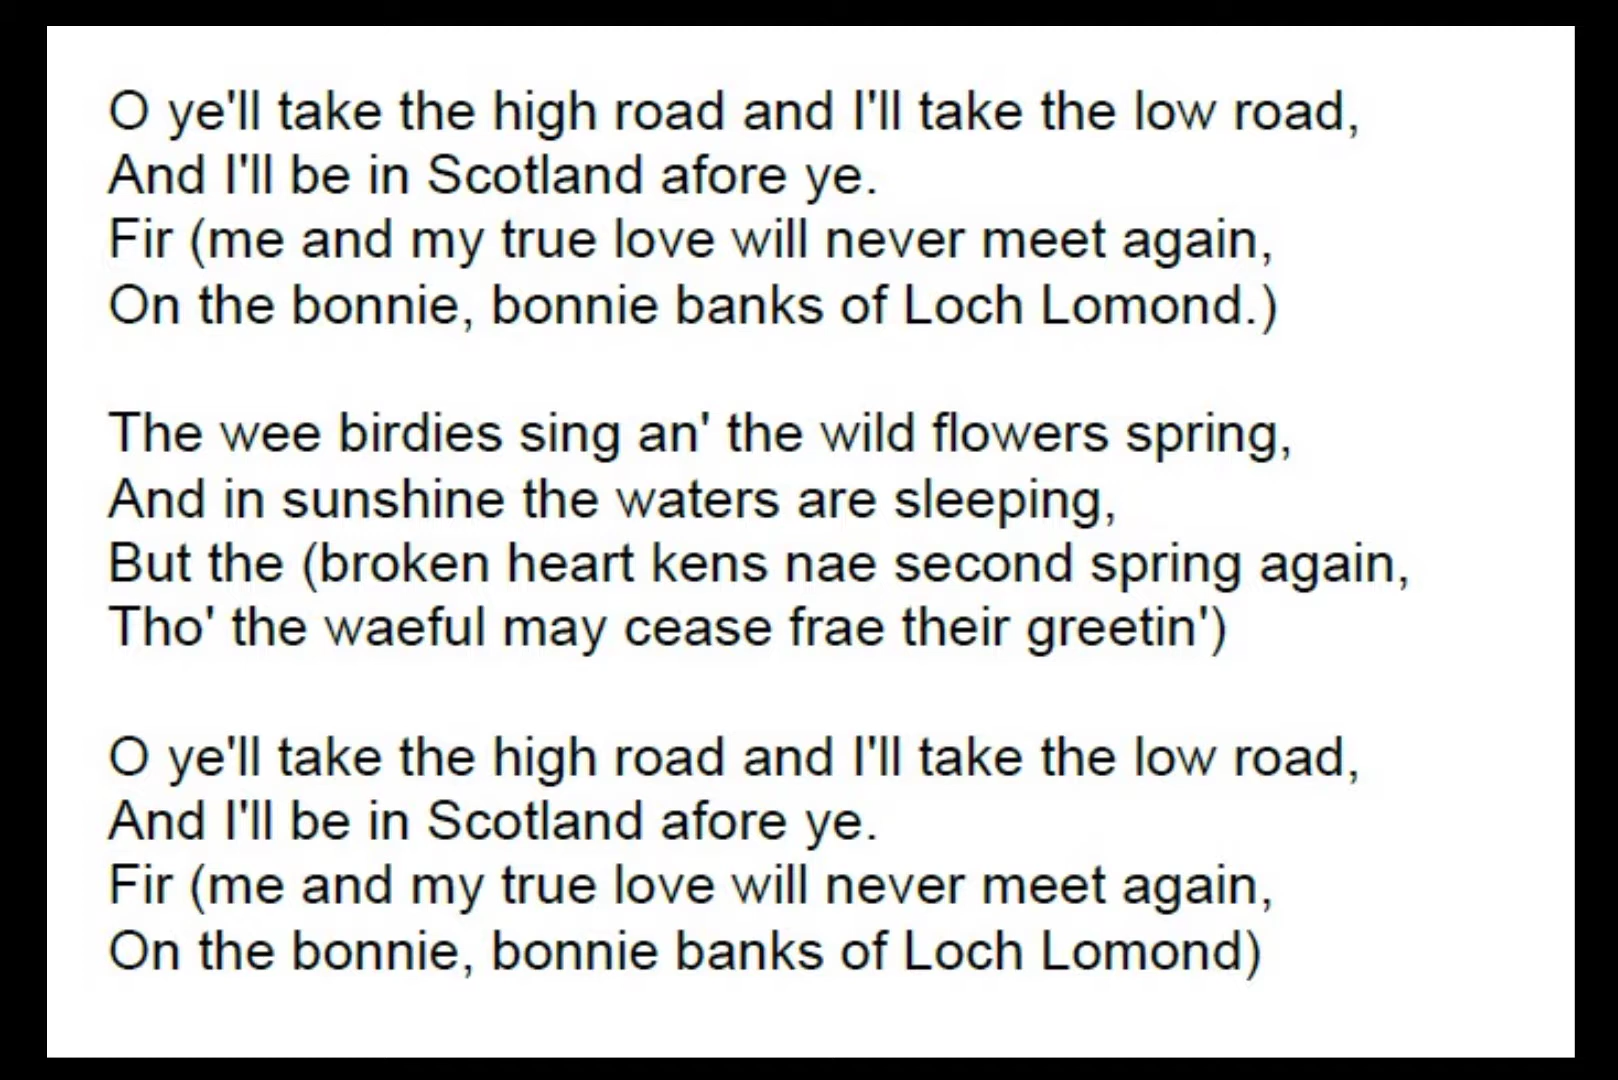 O ye'll take the high road and I'll take the low road,
And I'll be in Scotland afore ye.
Fir (me and my true love will never meet again,
On the bonnie, bonnie banks of Loch Lomond.)
The wee birdies sing an' the wild flowers spring,
And in sunshine the waters are sleeping,
But the (broken heart kens nae second spring again,
Tho' the waeful may cease frae their greetin')
O ye'll take the high road and I'll take the low road,
And I'll be in Scotland afore ye.
Fir (me and my true love will never meet again,
On the bonnie, bonnie banks of Loch Lomond)